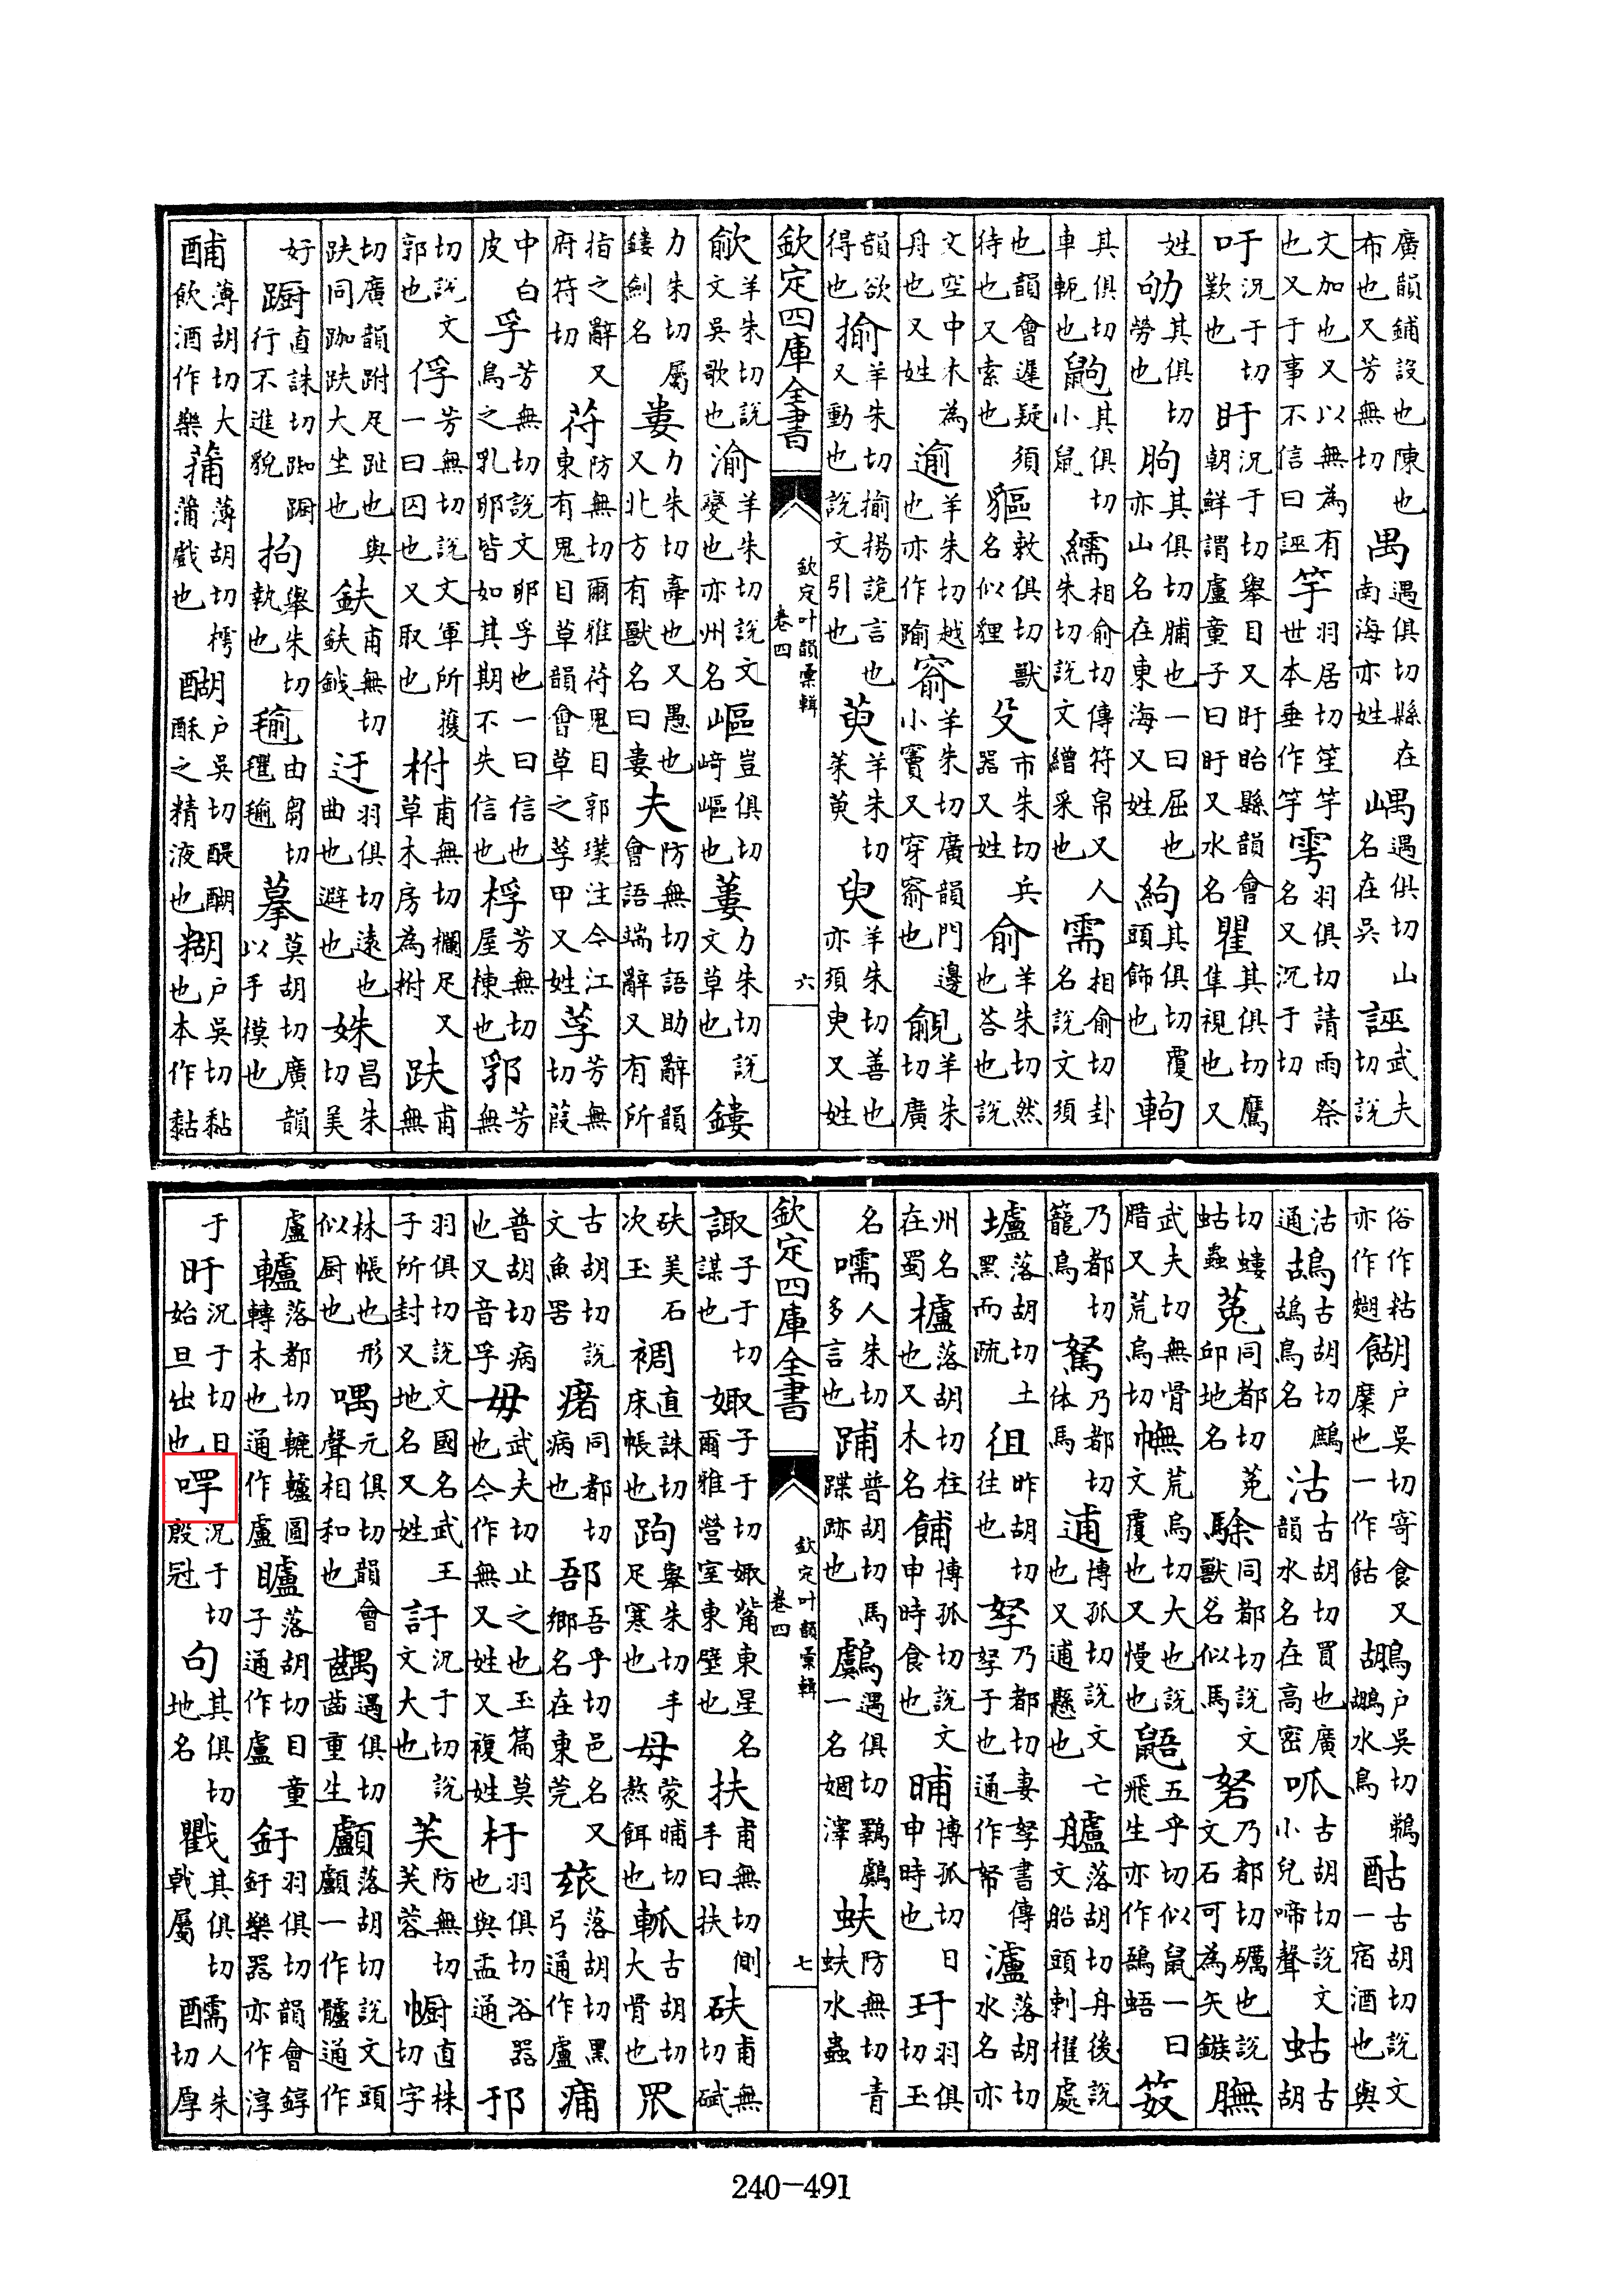 廣韻鋪設也陳也布也又芳無切禺遇俱切縣在南海亦姓嵎遇俱切山名在吳誣武夫切說
文加也又以無為有也又于事不信曰誣竽羽居切笙竽世本垂作竽雩羽俱切請雨祭名又況于切
吁況于切歎也盱況于切舉目又盱眙縣韻會朝鮮謂盧童子曰盱又水名瞿其俱切鷹隼視也又
姓劬其俱切勞也朐其俱切脯也一曰屈也亦山名在東海又姓絇其俱切履頭飾也軥
其俱切車軛也鼩其俱切小鼠繻相俞切傳符帛又人朱切說文繒采也需相俞切卦名說文須
也韻會遲疑須待也又索也貙敕俱切獸名似貍殳市朱切兵器又姓俞羊朱切然也答也說
文空中木為舟也又姓逾羊朱切越也亦作踰窬羊朱切廣韻門邊小竇又穿窬也覦羊朱切廣
韻欲得也揄羊朱切揄揚詭言也又動也說文引也萸羊朱切茱萸臾羊朱切善也亦須臾又姓
欽定四庫全書
欽定叶韻彙輯
卷四
六
歈羊朱切說文吳歌也渝羊朱切說文變也亦州名嶇豈俱切崎嶇也蔞力朱切說文草也鏤
力朱切屬鏤劍名婁力朱切牽也又愚也又北方有獸名曰婁夫防無切語助辭韻會語端辭又有所
指之辭又府符切苻防無切爾雅苻鬼目郭璞注今江東有鬼目草韻會草之莩甲又姓莩芳無切葭
中白皮孚芳無切說文卵孚也一曰信也鳥之乳卵皆如其期不失信也桴芳無切屋棟也郛芳無
切說文郭也俘芳無切說文軍所獲一曰囚也又取也柎甫無切欄足又草木房為柎趺甫無
切廣韻跗足趾也與趺同跏趺大坐也鈇甫無切鈇鉞迂羽俱切遠也曲也避也姝昌朱切美
好躕直誅切踟躕行不進貌拘舉朱切執也㲣由芻切氍㲣摹莫胡切廣韻以手摸也
酺薄胡切大飲酒作樂蒲薄胡切樗蒲戲也醐戶吳切醍醐酥之精液也糊戶吳切黏也本作黏
俗作粘亦作餬戶吳切寄食又糜也一作鶘戶吳切鵜鶘水鳥酤古胡切說文一宿酒也與
沽通鴣古胡切鷓鴣鳥名沽古胡切買也廣韻水名在高密呱古胡切說文小兒啼聲蛄古胡
切螻蛄蟲菟同都切菟邱地名駼同都切說文獸名似馬砮乃都切礪也說文石可為矢鏃膴
武夫切無骨腊又荒烏切幠荒烏切大也說文覆也又慢也鼯五乎切似鼠一曰飛生亦作笯
乃都切籠鳥駑乃都切馬逋博孤切說文亡也又逋懸也艫落胡切舟後說文船頭刺櫂處
壚落胡切土黑而疏徂昨胡切往也孥乃都切妻孥書傳孥子也通作帑瀘落胡切水名亦
州名在蜀櫨落胡切柱也又木名餔博孤切說文申時食也晡博孤切日申時也玗羽俱切玉
名嚅人朱切多言也䠙普胡切馬蹀跡也鸆遇俱切鸅鸆一名婟澤蚨防無切青蚨水蟲
欽定四庫全書
欽定叶韻彙輯
卷四
七
諏子于切謀也娵子于切娵觜東星名爾雅營室東壁也扶甫無切側手曰扶砆甫無切碔
砆美石次玉裯直誅切床帳也跔舉朱切手足寒也母蒙晡切熬餌也軱古胡切大骨也罛
古胡切說文魚罟瘏同都切病也郚吾乎切邑名又鄉名在東莞玈落胡切黑弓通作盧痡
普胡切病也又音孚毋武夫切止之也玉篇莫也今作無又姓又複姓杅羽俱切浴器也與盂通邘
羽俱切說文國名武王子所封又地名又姓訏況于切說文大也芙防無切芙蓉幮直株切字
林帳也形似厨也喁元俱切韻會聲相和也齵遇俱切齒重生顱落胡切說文頭顱一作髗通作
盧轤落都切轆轤圓轉木也通作盧矑落胡切目童子通作盧釪羽俱切韻會錞釪樂器亦作淳
于旴況于切日始旦出也冔況于切殷冠句其俱切地名戵其俱切戟屬醹人朱切厚
240-491